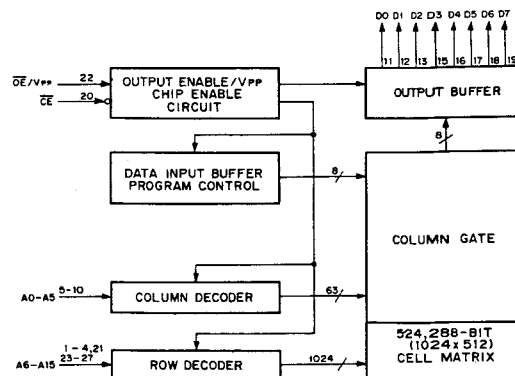 D0 D1 D2 D3 D4 D5 D6 D7
11 12 13 15 16 17 18 19
OE/VPP
22
CE
20
OUTPUT ENABLE/VPP
CHIP ENABLE
CIRCUIT
OUTPUT BUFFER
8
DATA INPUT BUFFER
PROGRAM CONTROL
8
COLUMN GATE
A0-A5
5-10
COLUMN DECODER
63
524,288-BIT
(1024x512)
CELL MATRIX
A6-A15
1-4,21
23-27
ROW DECODER
1024